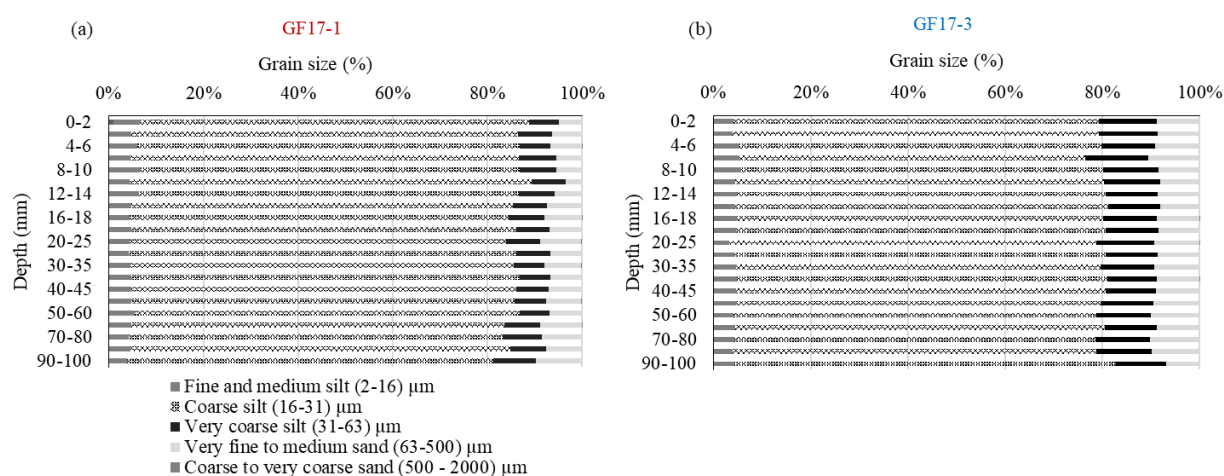 (a)
GF17-1
Grain size (%)
0% 20% 40% 60% 80% 100%
Depth (mm)
0-2
4-6
8-10
12-14
16-18
20-25
30-35
40-45
50-60
70-80
90-100
Fine and medium silt (2-16) μm
Coarse silt (16-31) μm
Very coarse silt (31-63) μm
Very fine to medium sand (63-500) μm
Coarse to very coarse sand (500 - 2000) μm
(b)
GF17-3
Grain size (%)
0% 20% 40% 60% 80% 100%
Depth (mm)
0-2
4-6
8-10
12-14
16-18
20-25
30-35
40-45
50-60
70-80
90-100